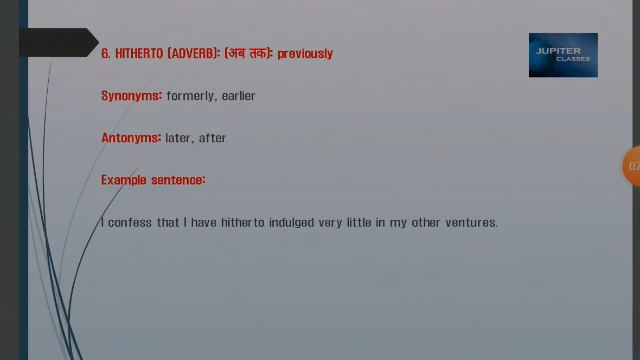 6. HITHERTO (ADVERB): (अब तक): previously
JUPITER
CLASSES
Synonyms: formerly, earlier
Antonyms: later, after
Example sentence:
I confess that I have hitherto indulged very little in my other ventures.